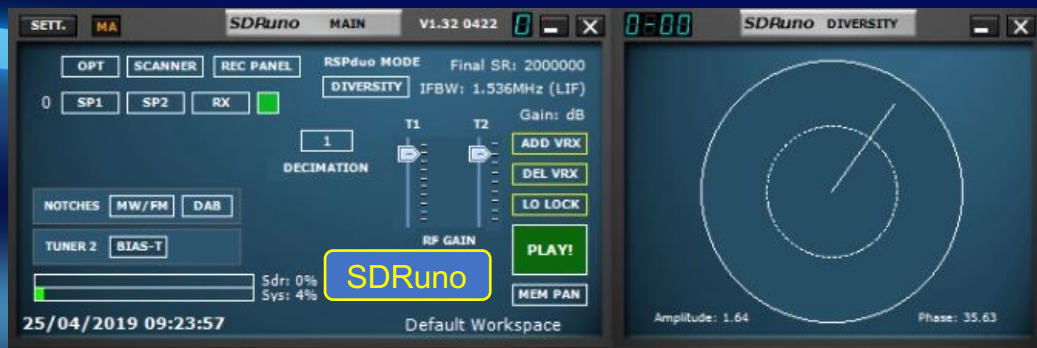 SETT. MA SDRuno MAIN V1.32 0422 0
OPT SCANNER REC PANEL RSPduo MODE Final SR: 2000000
DIVERSITY IFBW: 1.536MHz (LIF)
0 SP1 SP2 RX
Gain: dB
T1 T2
1
DECIMATION
ADD VRX
DEL VRX
LO LOCK
NOTCHES MW/FM DAB
TUNER 2 BIAS-T
RF GAIN
PLAY!
Sdr: 0%
Sys: 4%
SDRuno
MEM PAN
25/04/2019 09:23:57 Default Workspace
0-00 SDRuno DIVERSITY
Amplitude: 1.64 Phase: 35.63